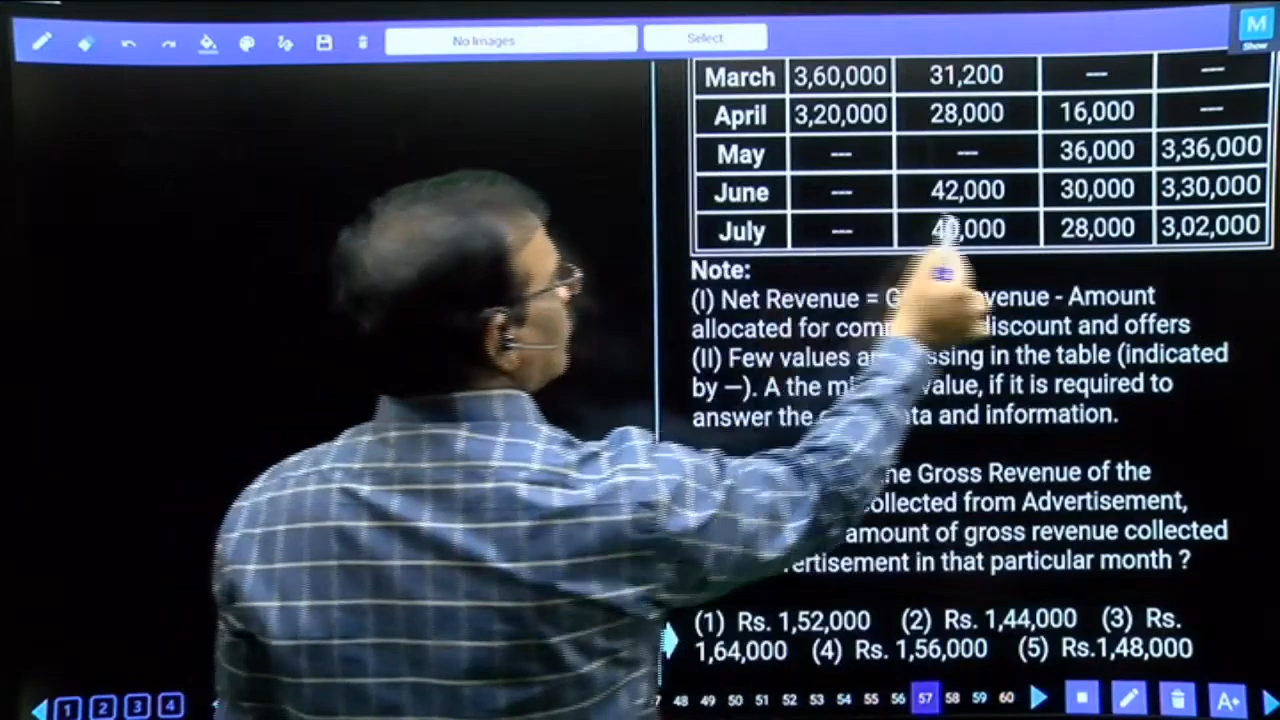 No Images
Select
M
Show
March 3,60,000 31,200 — —
April 3,20,000 28,000 16,000 —
May — — 36,000 3,36,000
June — 42,000 30,000 3,30,000
July — 40,000 28,000 3,02,000
Note:
(I) Net Revenue = venue - Amount
allocated for discount and offers
(II) Few values in the table (indicated
by —). A the value, if it is required to
answer the and information.
Gross Revenue of the
collected from Advertisement,
amount of gross revenue collected
in that particular month ?
(1) Rs. 1,52,000 (2) Rs. 1,44,000 (3) Rs.
1,64,000 (4) Rs. 1,56,000 (5) Rs.1,48,000
1 2 3 4 48 49 50 51 52 53 54 55 56 57 58 59 60 A+